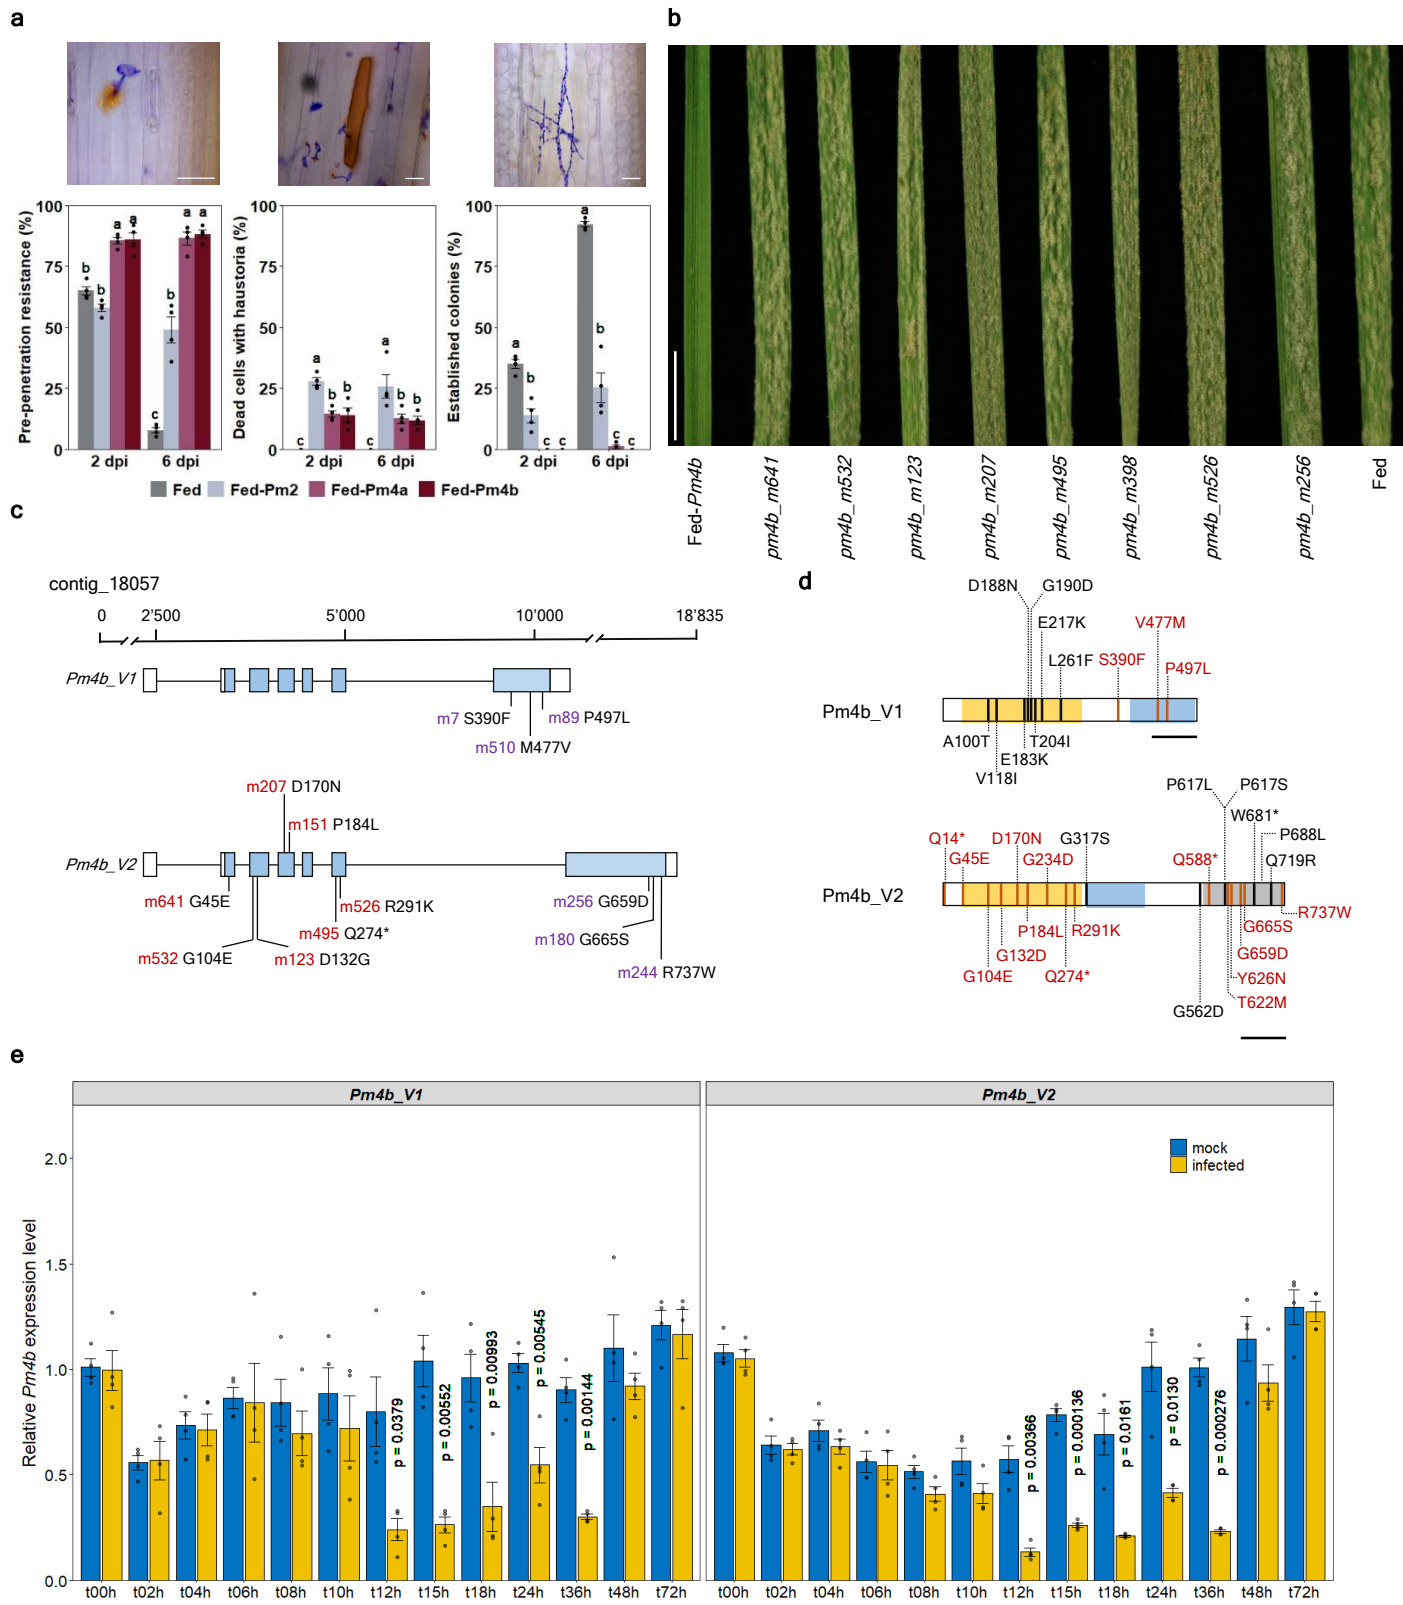 a
b
Pre-penetration resistance (%)
100
75
50
25
0
b
b
a
a
c
b
a
a
2 dpi
6 dpi
Dead cells with haustoria (%)
100
75
50
25
0
c
a
b
b
c
a
b
b
2 dpi
6 dpi
Established colonies (%)
100
75
50
25
0
a
b
c
c
a
b
c
c
2 dpi
6 dpi
Fed
Fed-Pm2
Fed-Pm4a
Fed-Pm4b
Fed-Pm4b
pm4b_m641
pm4b_m532
pm4b_m123
pm4b_m207
pm4b_m495
pm4b_m398
pm4b_m526
pm4b_m256
Fed
c
contig_18057
0
2'500
5'000
10'000
18'835
Pm4b_V1
m7 S390F
m89 P497L
m510 M477V
m207 D170N
m151 P184L
Pm4b_V2
m641 G45E
m526 R291K
m256 G659D
m495 Q274*
m180 G665S
m532 G104E
m123 D132G
m244 R737W
d
D188N
G190D
E217K
V477M
L261F
S390F
P497L
Pm4b_V1
A100T
T204I
E183K
V118I
P617L
P617S
W681*
Q14*
D170N
G317S
P688L
G45E
G234D
Q588*
Q719R
Pm4b_V2
R737W
P184L
R291K
G665S
G132D
G659D
G104E
Q274*
Y626N
T622M
G562D
e
Pm4b_V1
Pm4b_V2
mock
infected
Relative Pm4b expression level
2.0
1.5
1.0
0.5
0.0
p = 0.0379
p = 0.00552
p = 0.00993
p = 0.00545
p = 0.00144
p = 0.00366
p = 0.000136
p = 0.0161
p = 0.0130
p = 0.000276
t00h t02h t04h t06h t08h t10h t12h t15h t18h t24h t36h t48h t72h
t00h t02h t04h t06h t08h t10h t12h t15h t18h t24h t36h t48h t72h